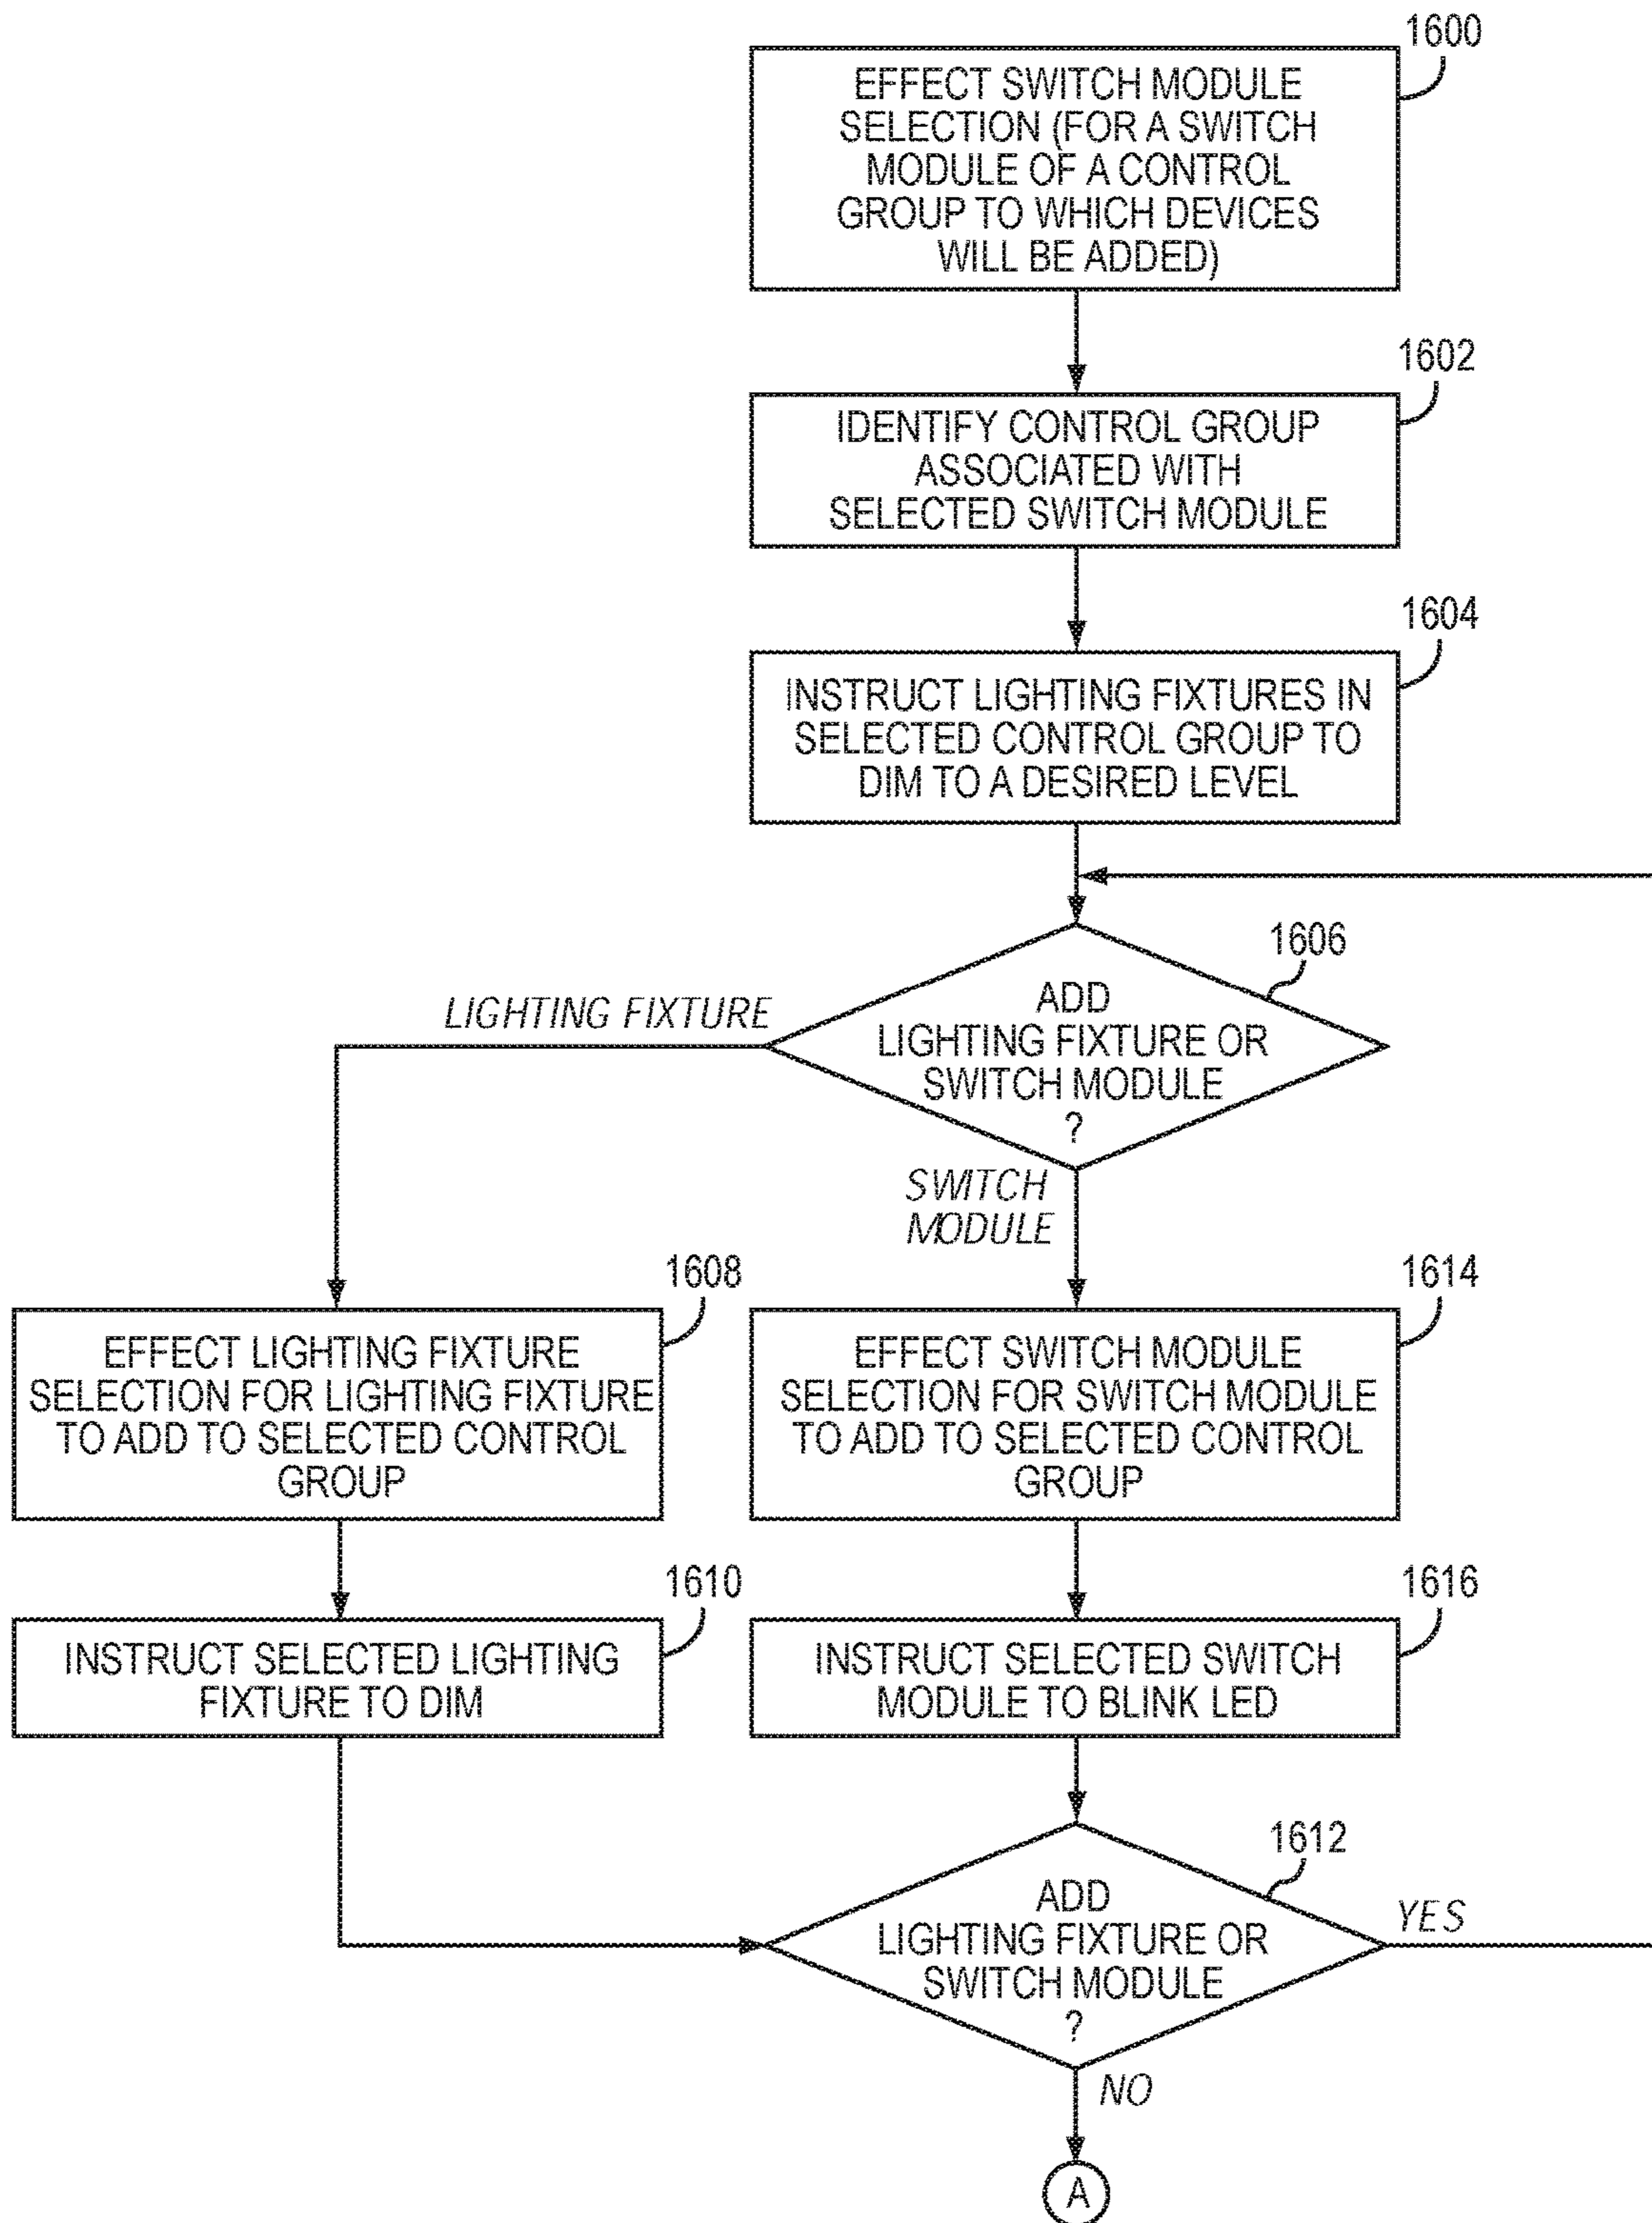 1600
EFFECT SWITCH MODULE
SELECTION (FOR A SWITCH
MODULE OF A CONTROL
GROUP TO WHICH DEVICES
WILL BE ADDED)
1602
IDENTIFY CONTROL GROUP
ASSOCIATED WITH
SELECTED SWITCH MODULE
1604
INSTRUCT LIGHTING FIXTURES IN
SELECTED CONTROL GROUP TO
DIM TO A DESIRED LEVEL
1606
ADD
LIGHTING FIXTURE OR
SWITCH MODULE
?
LIGHTING FIXTURE
SWITCH
MODULE
1608
EFFECT LIGHTING FIXTURE
SELECTION FOR LIGHTING FIXTURE
TO ADD TO SELECTED CONTROL
GROUP
1614
EFFECT SWITCH MODULE
SELECTION FOR SWITCH MODULE
TO ADD TO SELECTED CONTROL
GROUP
1610
INSTRUCT SELECTED LIGHTING
FIXTURE TO DIM
1616
INSTRUCT SELECTED SWITCH
MODULE TO BLINK LED
1612
ADD
LIGHTING FIXTURE OR
SWITCH MODULE
?
YES
NO
A